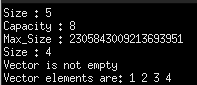 Size : 5
Capacity : 8
Max_Size : 2305843009213693951
Size : 4
Vector is not empty
Vector elements are: 1 2 3 4